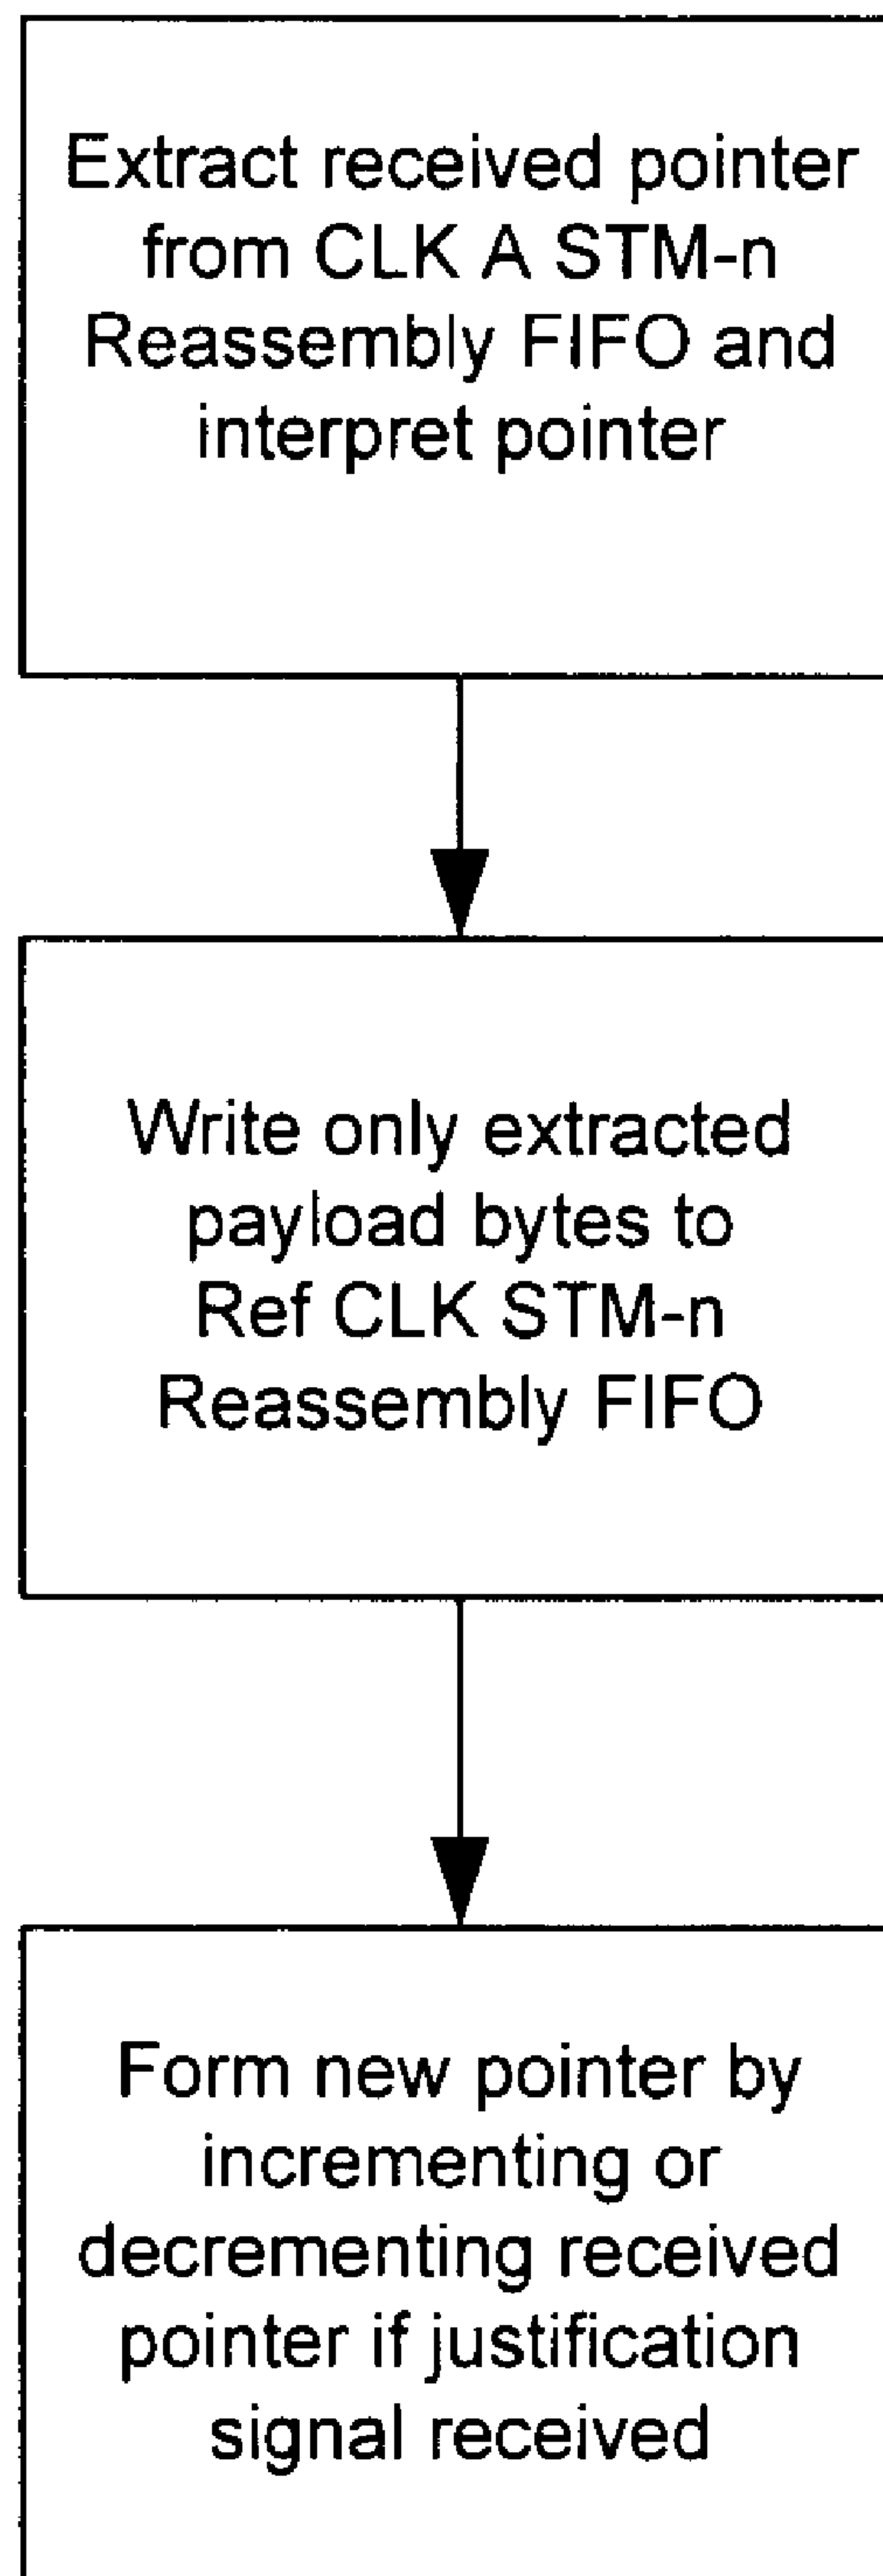 Extract received pointer
from CLK A STM-n
Reassembly FIFO and
interpret pointer
Write only extracted
payload bytes to
Ref CLK STM-n
Reassembly FIFO
Form new pointer by
incrementing or
decrementing received
pointer if justification
signal received